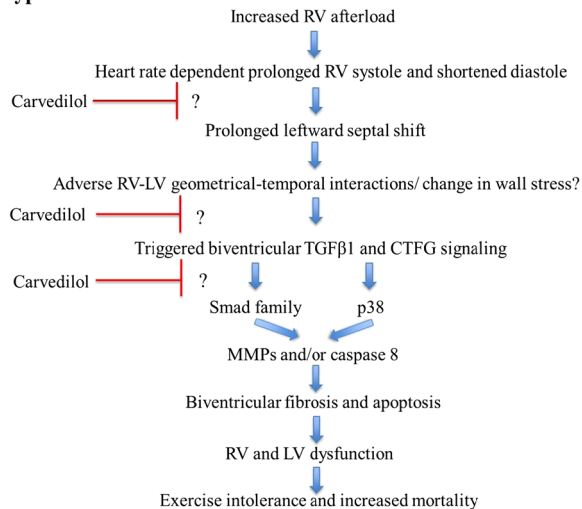 Increased RV afterload
Heart rate dependent prolonged RV systole and shortened diastole
Carvedilol ?
Prolonged leftward septal shift
Adverse RV-LV geometrical-temporal interactions/ change in wall stress?
Carvedilol ?
Triggered biventricular TGFβ1 and CTFG signaling
Carvedilol ?
Smad family p38
MMPs and/or caspase 8
Biventricular fibrosis and apoptosis
RV and LV dysfunction
Exercise intolerance and increased mortality